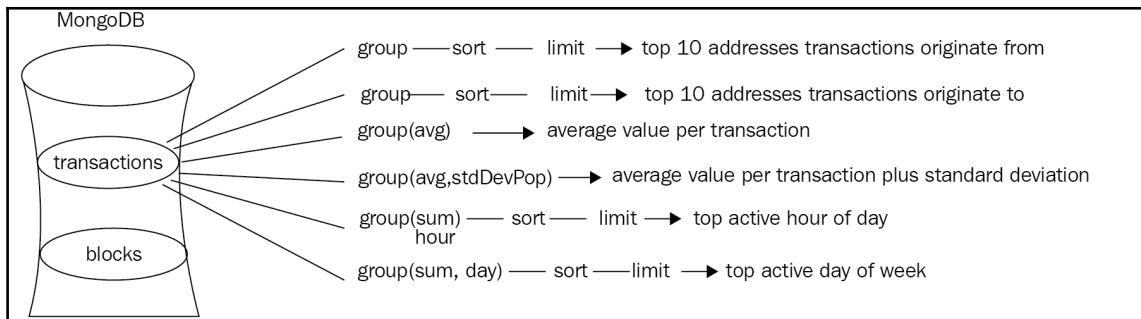 MongoDB
group sort limit top 10 addresses transactions originate from
group sort limit top 10 addresses transactions originate to
group(avg) average value per transaction
transactions
group(avg,stdDevPop) average value per transaction plus standard deviation
group(sum) sort limit top active hour of day
hour
blocks
group(sum, day) sort limit top active day of week